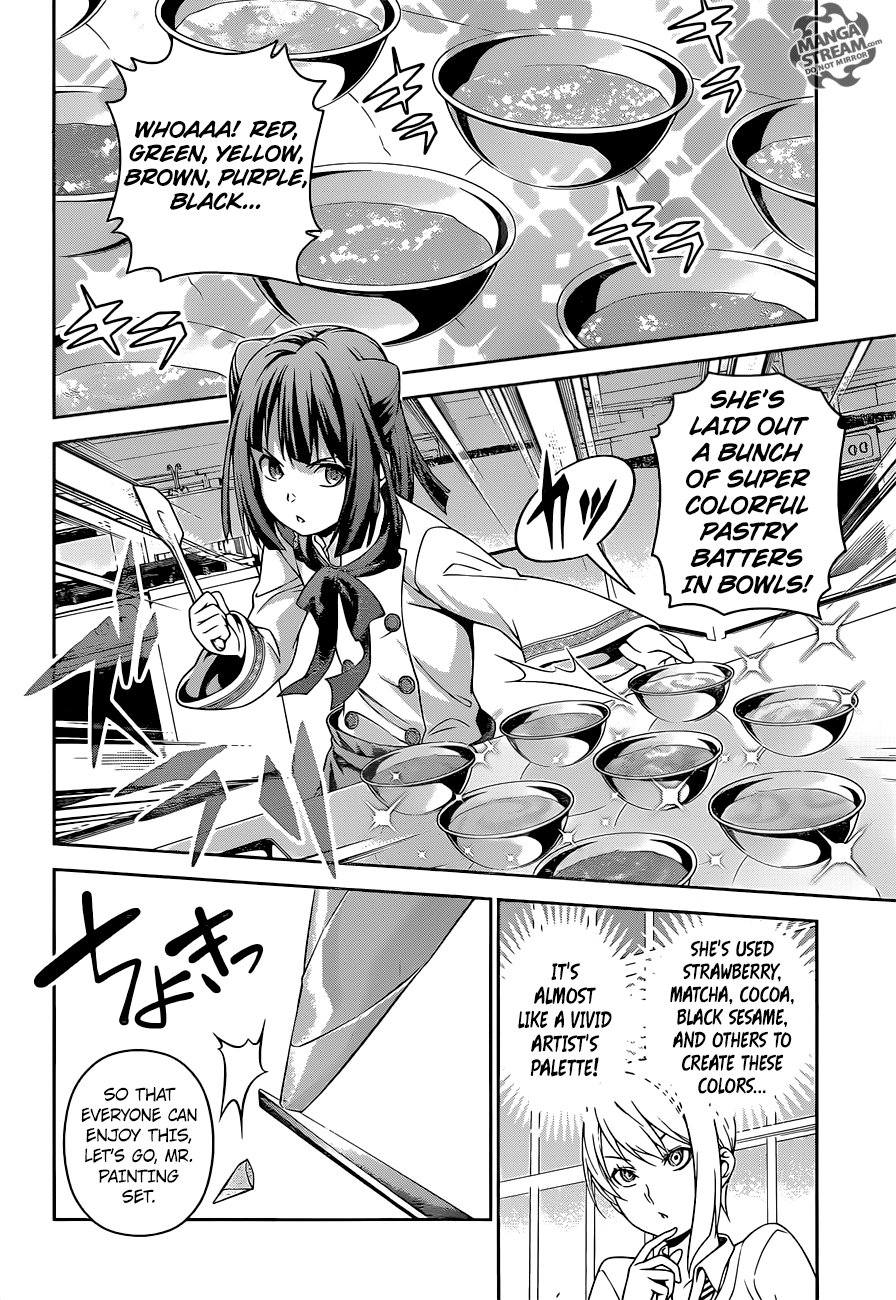 MANGA
STREAM.com
DO NOT MIRROR!
WHOAAA! RED,
GREEN, YELLOW,
BROWN, PURPLE,
BLACK...
キラ
キラ
キラ
SHE'S
LAID OUT
A BUNCH
OF SUPER
COLORFUL
PASTRY
BATTERS
IN BOWLS!
カッ
SHE'S USED
STRAWBERRY,
MATCHA, COCOA,
BLACK SESAME,
AND OTHERS TO
CREATE THESE
COLORS...
IT'S
ALMOST
LIKE A VIVID
ARTIST'S
PALETTE!
ちょきっ
SO THAT
EVERYONE CAN
ENJOY THIS,
LET'S GO, MR.
PAINTING
SET.